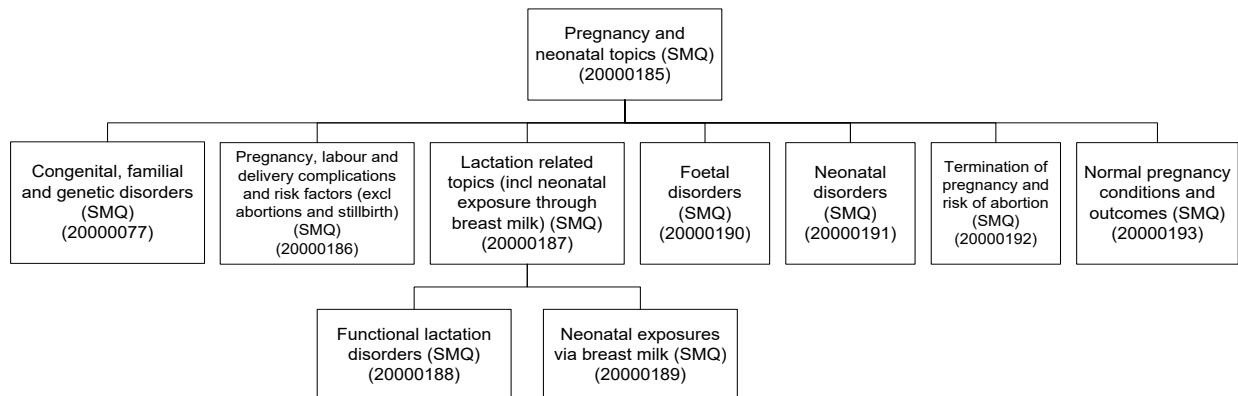 Pregnancy and
neonatal topics (SMQ)
(20000185)
Congenital, familial
and genetic disorders
(SMQ)
(20000077)
Pregnancy, labour and
delivery complications
and risk factors (excl
abortions and stillbirth)
(SMQ)
(20000186)
Lactation related
topics (incl neonatal
exposure through
breast milk) (SMQ)
(20000187)
Foetal
disorders
(SMQ)
(20000190)
Neonatal
disorders
(SMQ)
(20000191)
Termination of
pregnancy and
risk of abortion
(SMQ)
(20000192)
Normal pregnancy
conditions and
outcomes (SMQ)
(20000193)
Functional lactation
disorders (SMQ)
(20000188)
Neonatal exposures
via breast milk (SMQ)
(20000189)